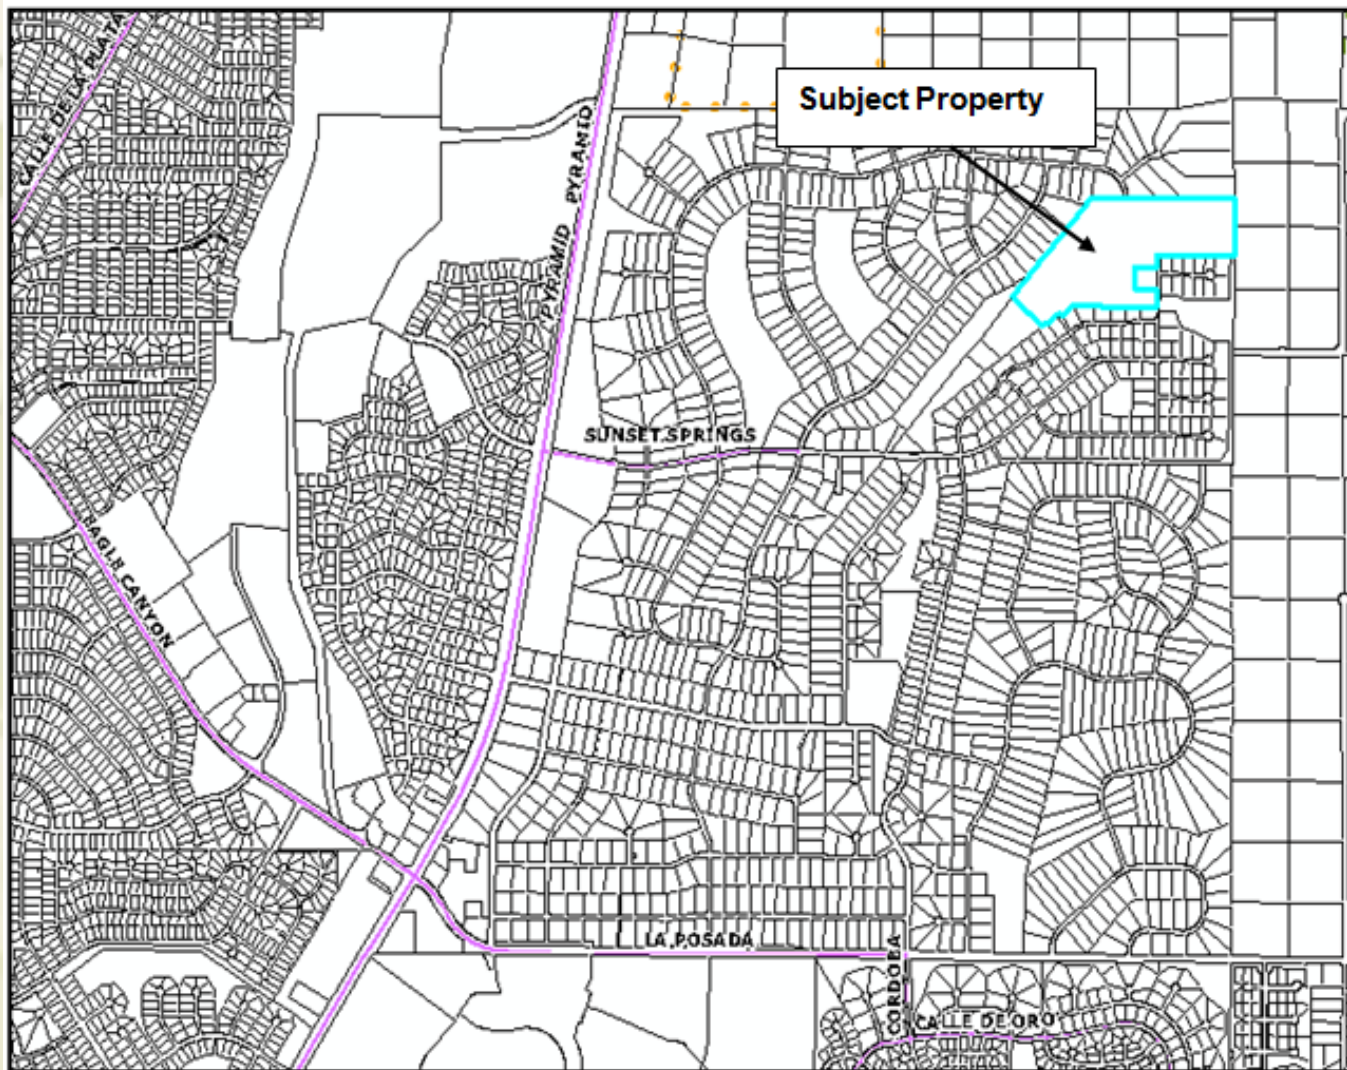 CALLE DE LA PLATA
PYRAMID
PYRAMID
Subject Property
SUNSET SPRINGS
EAGLE CANYON
LA POSADA
CORDOBA
CALLE DE ORO